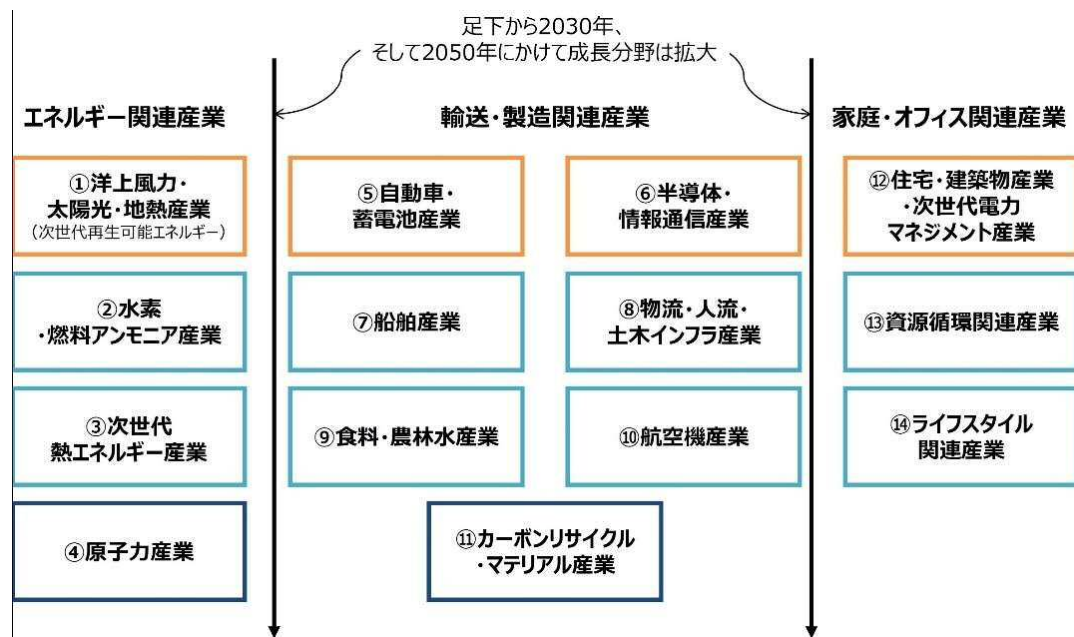 足下から2030年、
そして2050年にかけて成長分野は拡大
エネルギー関連産業
輸送・製造関連産業
家庭・オフィス関連産業
①洋上風力・
太陽光・地熱産業
（次世代再生可能エネルギー）
⑤自動車・
蓄電池産業
⑥半導体・
情報通信産業
⑫住宅・建築物産業
・次世代電力
マネジメント産業
②水素
・燃料アンモニア産業
⑦船舶産業
⑧物流・人流・
土木インフラ産業
⑬資源循環関連産業
③次世代
熱エネルギー産業
⑨食料・農林水産業
⑩航空機産業
⑭ライフスタイル
関連産業
④原子力産業
⑪カーボンリサイクル
・マテリアル産業